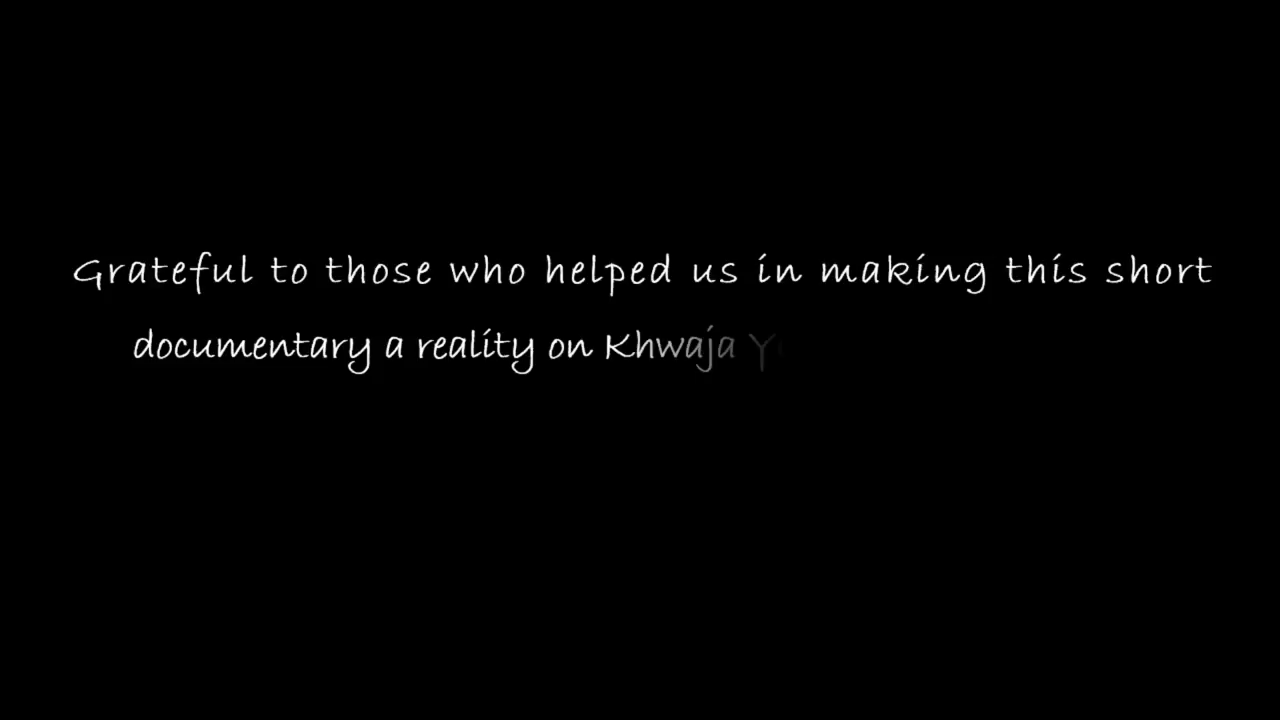 Grateful to those who helped us in making this short
documentary a reality on Khwaja